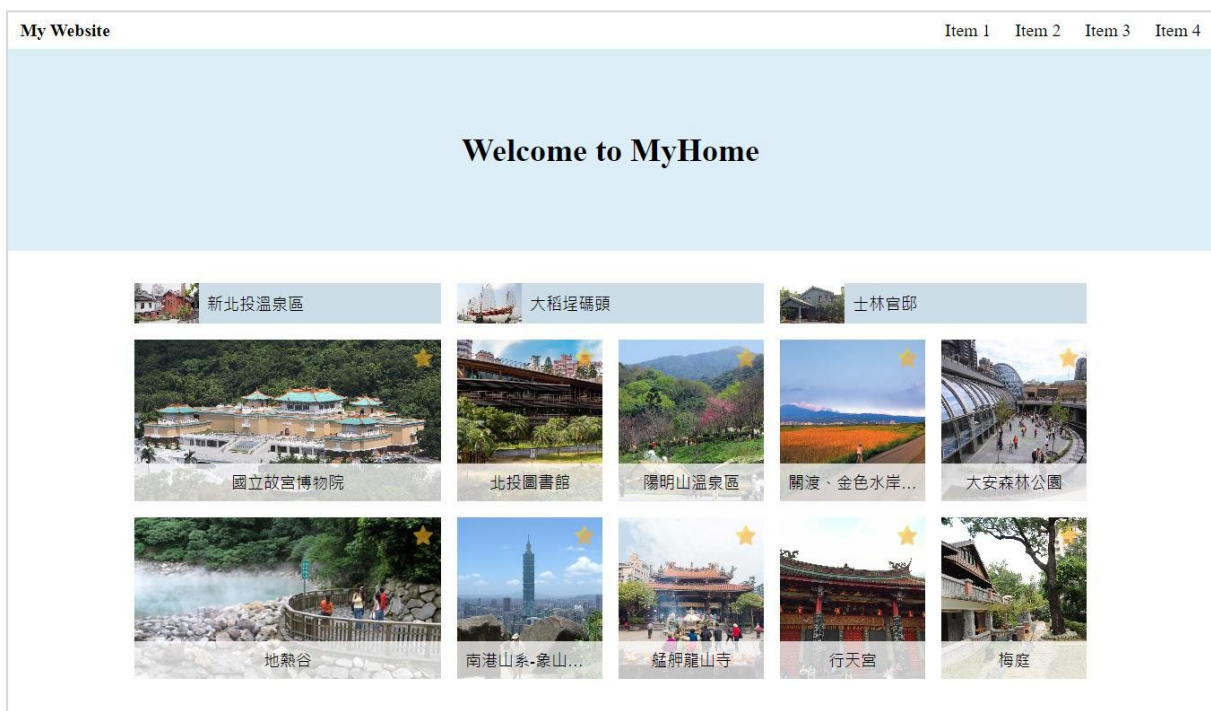 My Website
Item 1 Item 2 Item 3 Item 4
Welcome to MyHome
新北投溫泉區
大稻埕碼頭
士林官邸
國立故宮博物院
北投圖書館
陽明山溫泉區
關渡、金色水岸...
大安森林公園
地熱谷
南港山系-象山...
艋舺龍山寺
行天宮
梅庭